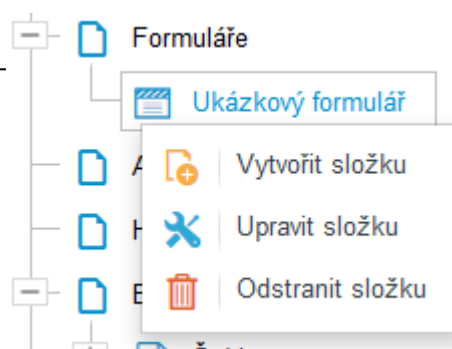 Formuláře
Ukázkový formulář
Vytvořit složku
Upravit složku
Odstranit složku